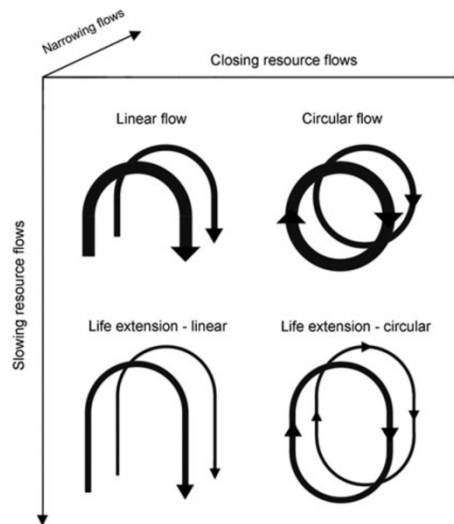 Narrowing flows
Closing resource flows
Linear flow
Circular flow
Slowing resource flows
Life extension - linear
Life extension - circular